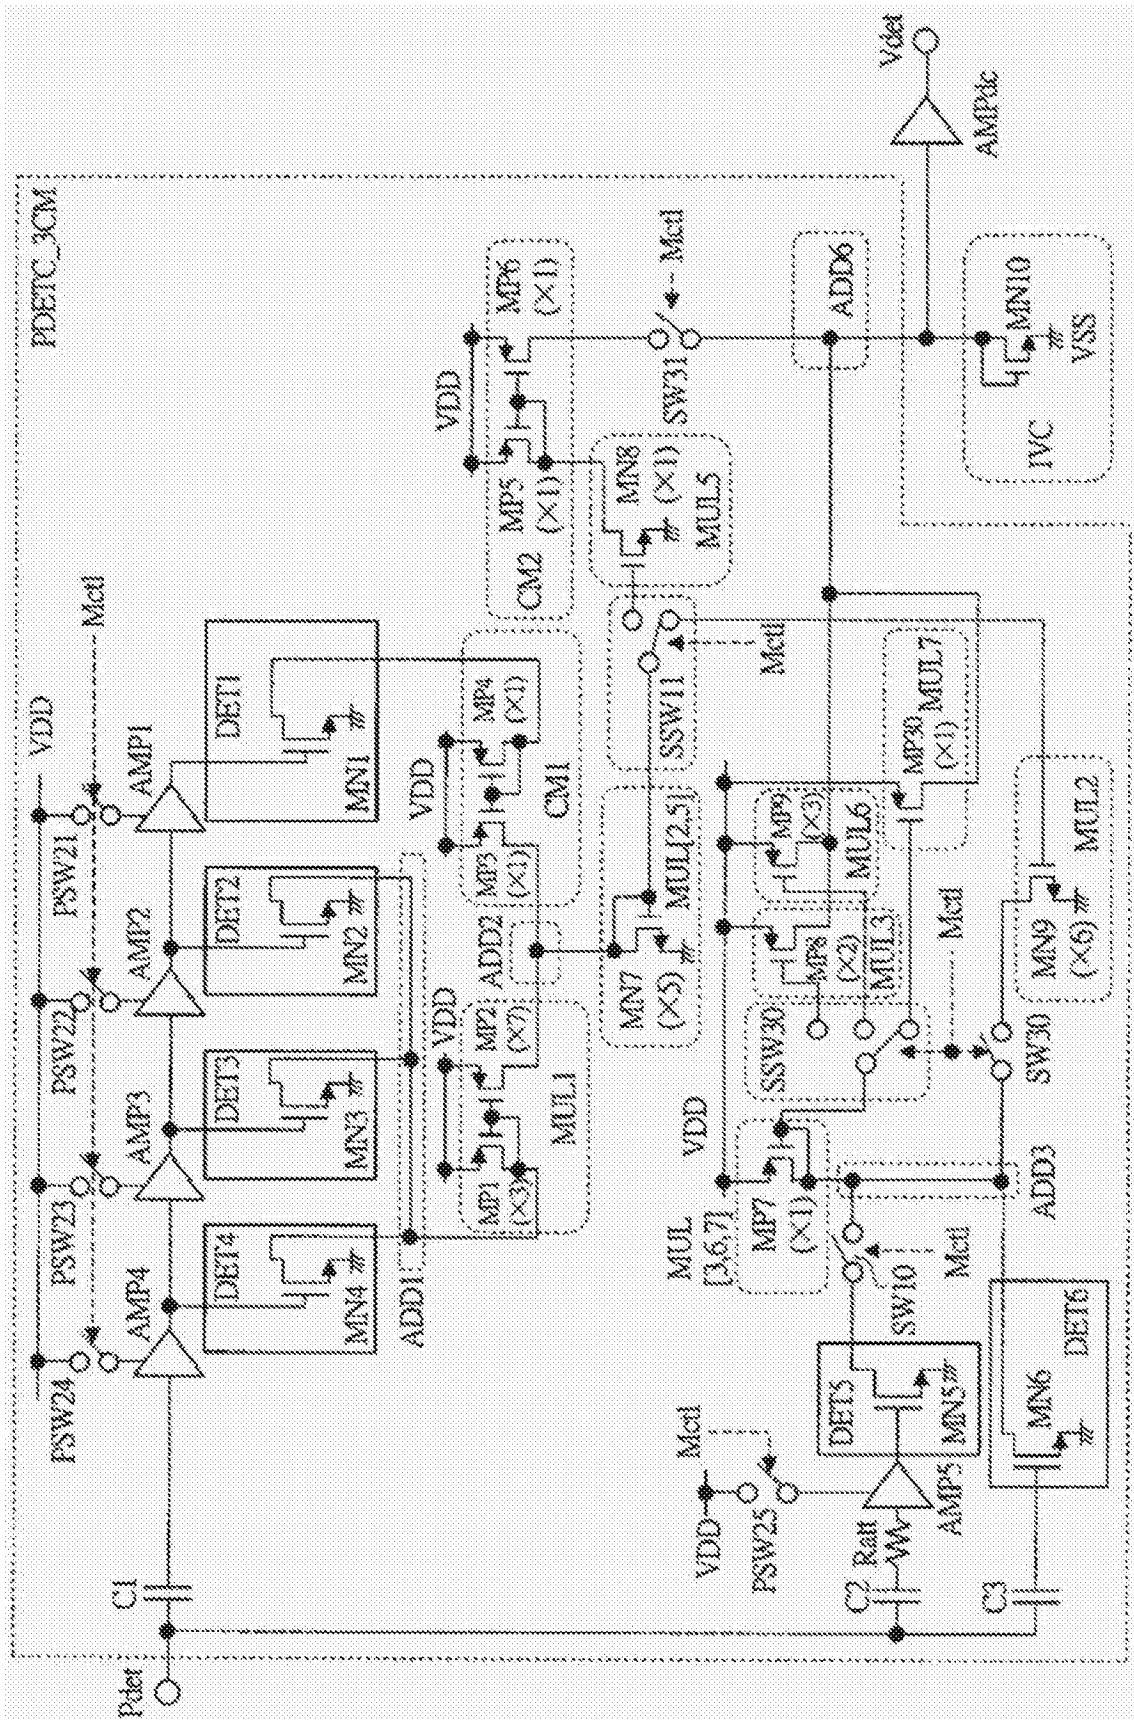 PDETC_3CM
VDD
Mctl
PSW24
PSW23
PSW22
PSW21
AMP4
AMP3
AMP2
AMP1
DET4
MN4
DET3
MN3
DET2
MN2
DET1
MN1
ADD1
Pdet
C1
VDD
MP1
(×3)
MP2
(×7)
MUL1
ADD2
VDD
MP3
(×1)
MP4
(×1)
CM1
VDD
MP5
(×1)
MP6
(×1)
CM2
MN7
(×5)
MUL[2,5]
SSW11
Mctl
MN8
(×1)
MUL5
SW31
Mctl
MUL
[3,6,7]
VDD
MP7
(×1)
SSW30
MP8
(×2)
MUL3
MP9
(×3)
MUL6
MP30
(×1)
MUL7
ADD6
VDD
Mctl
PSW25
C2
Ratt
AMP5
DET5
MN5
SW10
Mctl
ADD3
SW30
Mctl
MN9
(×6)
MUL2
C3
MN6
DET6
IVC
MN10
VSS
AMPdc
Vdet